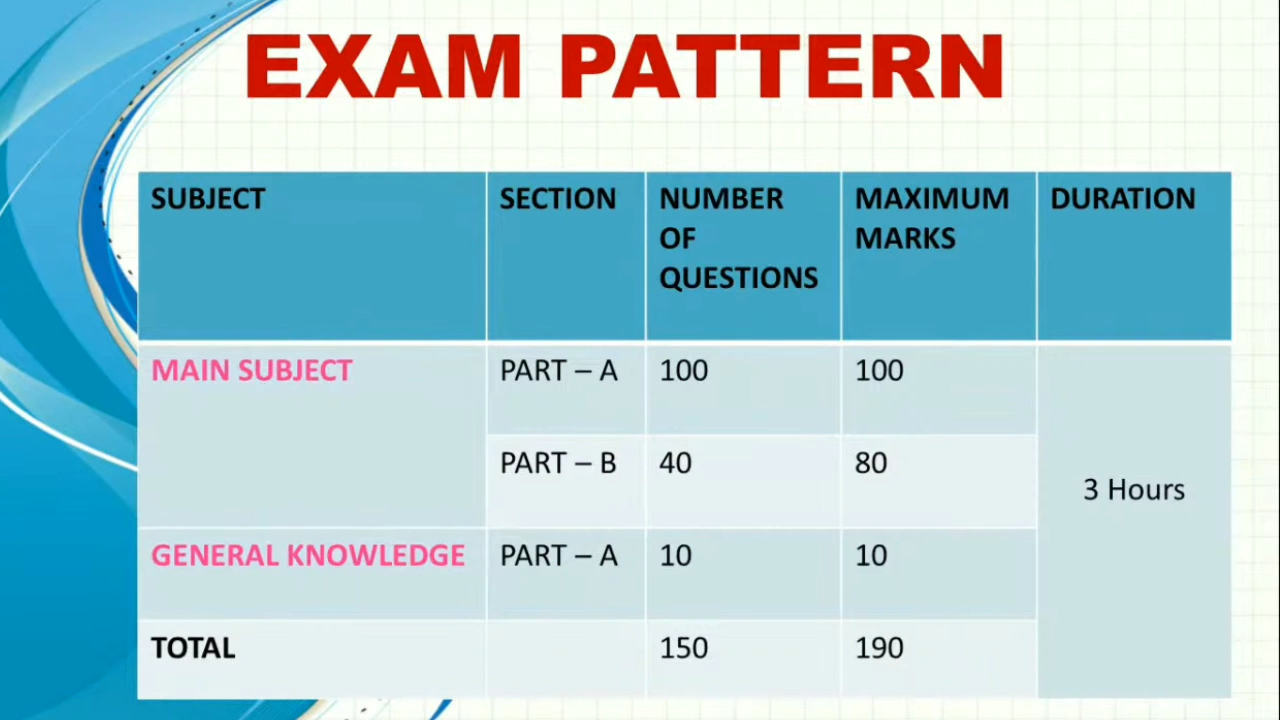 EXAM PATTERN
SUBJECT SECTION NUMBER OF QUESTIONS MAXIMUM MARKS DURATION
MAIN SUBJECT PART – A 100 100
PART – B 40 80
3 Hours
GENERAL KNOWLEDGE PART – A 10 10
TOTAL 150 190